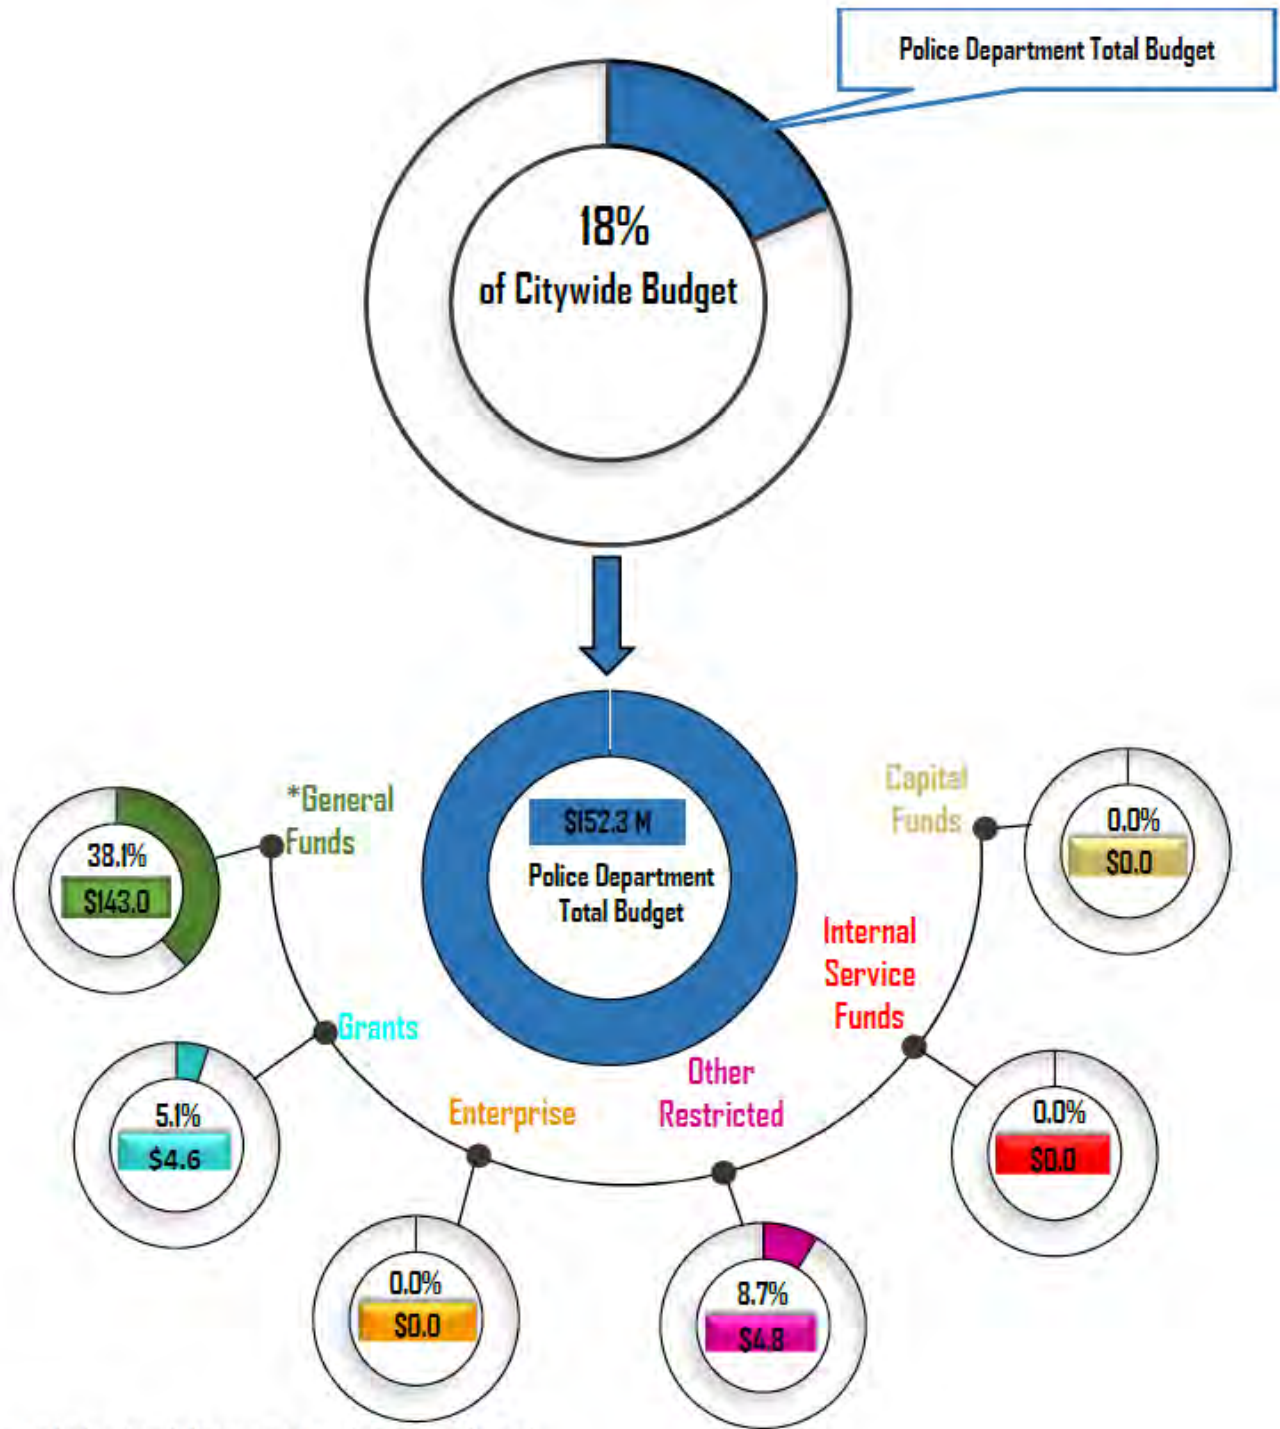 Police Department Total Budget
18%
of Citywide Budget
$152.3 M
Police Department
Total Budget
*General
Funds
38.1%
$143.0
Grants
5.1%
$4.6
Enterprise
0.0%
$0.0
Other
Restricted
8.7%
$4.8
Internal
Service
Funds
0.0%
$0.0
Capital
Funds
0.0%
$0.0